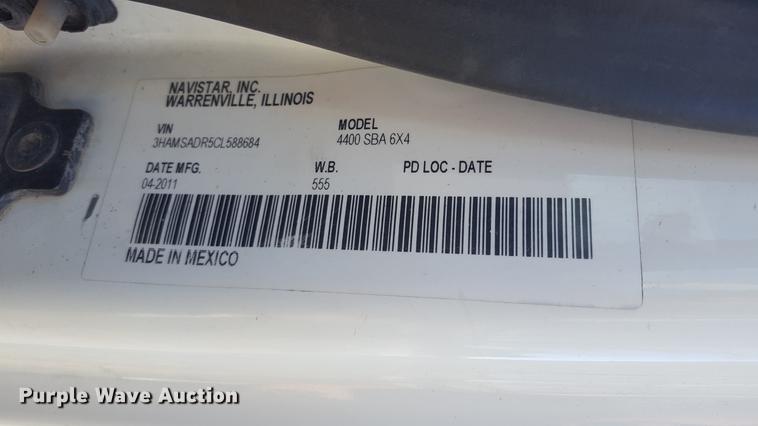 NAVISTAR, INC.
WARRENVILLE, ILLINOIS
VIN MODEL
3HAMSADR5CL588684 4400 SBA 6X4
DATE MFG. W.B. PD LOC - DATE
04-2011 555
MADE IN MEXICO
Purple Wave Auction